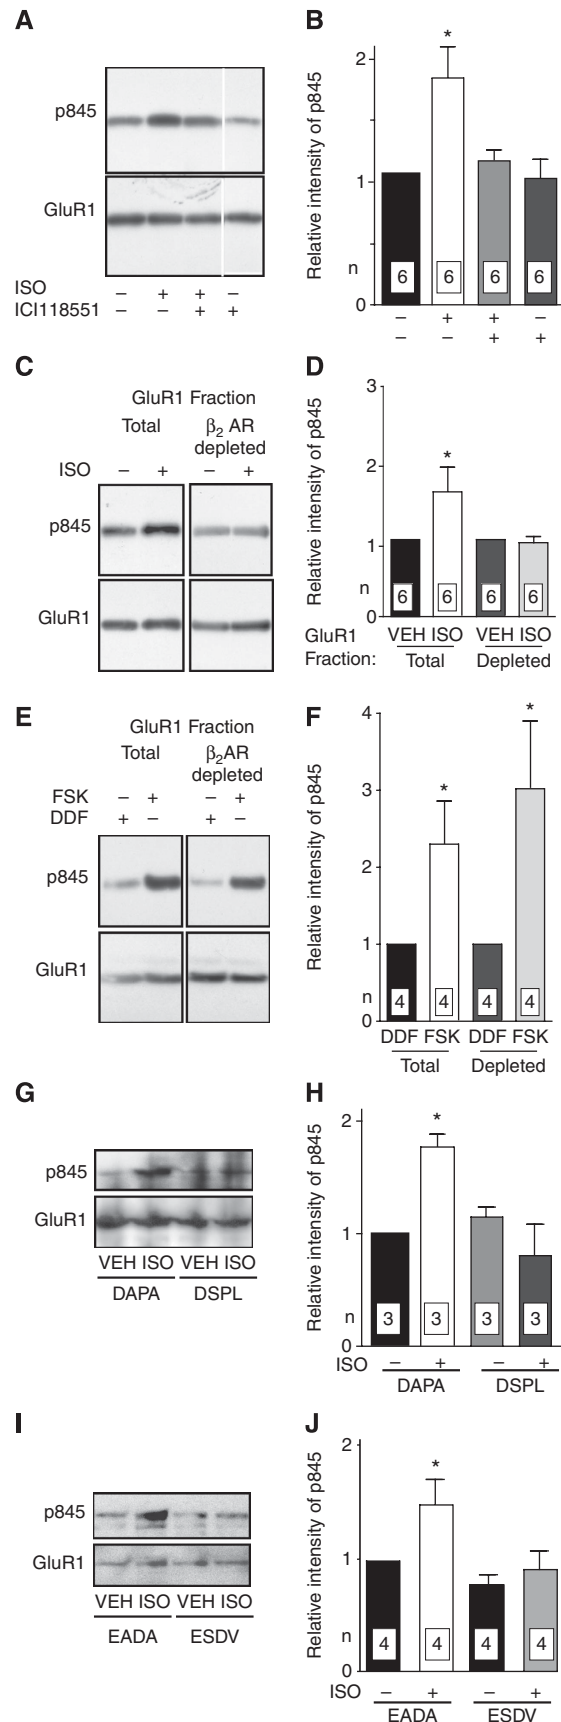 A
p845
GluR1
ISO – + + –
ICI118551 – – + +
B
Relative intensity of p845
2
1
0
n 6 6 6 6
*
– + + –
– – + +
C
GluR1 Fraction
Total β2 AR
depleted
ISO – + – +
p845
GluR1
D
Relative intensity of p845
3
2
1
0
*
n 6 6 6 6
GluR1 VEH ISO VEH ISO
Fraction: Total Depleted
E
GluR1 Fraction
Total β2AR
depleted
FSK – + – +
DDF + – + –
p845
GluR1
F
Relative intensity of p845
4
3
2
1
0
* *
n 4 4 4 4
DDF FSK DDF FSK
Total Depleted
G
p845
GluR1
VEH ISO VEH ISO
DAPA DSPL
H
Relative intensity of p845
2
1
0
*
n 3 3 3 3
ISO – + – +
DAPA DSPL
I
p845
GluR1
VEH ISO VEH ISO
EADA ESDV
J
Relative intensity of p845
2
1
0
*
n 4 4 4 4
ISO – + – +
EADA ESDV